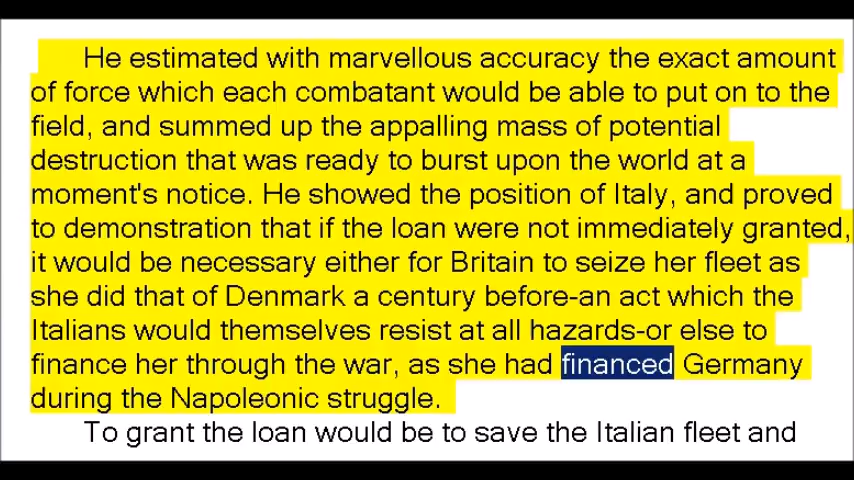 He estimated with marvellous accuracy the exact amount
of force which each combatant would be able to put on to the
field, and summed up the appalling mass of potential
destruction that was ready to burst upon the world at a
moment's notice. He showed the position of Italy, and proved
to demonstration that if the loan were not immediately granted,
it would be necessary either for Britain to seize her fleet as
she did that of Denmark a century before-an act which the
Italians would themselves resist at all hazards-or else to
finance her through the war, as she had financed Germany
during the Napoleonic struggle.
To grant the loan would be to save the Italian fleet and